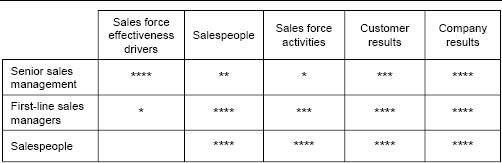 Sales force effectiveness drivers Salespeople Sales force activities Customer results Company results
Senior sales management **** ** * *** ****
First-line sales managers * **** *** **** ****
Salespeople **** **** **** ****